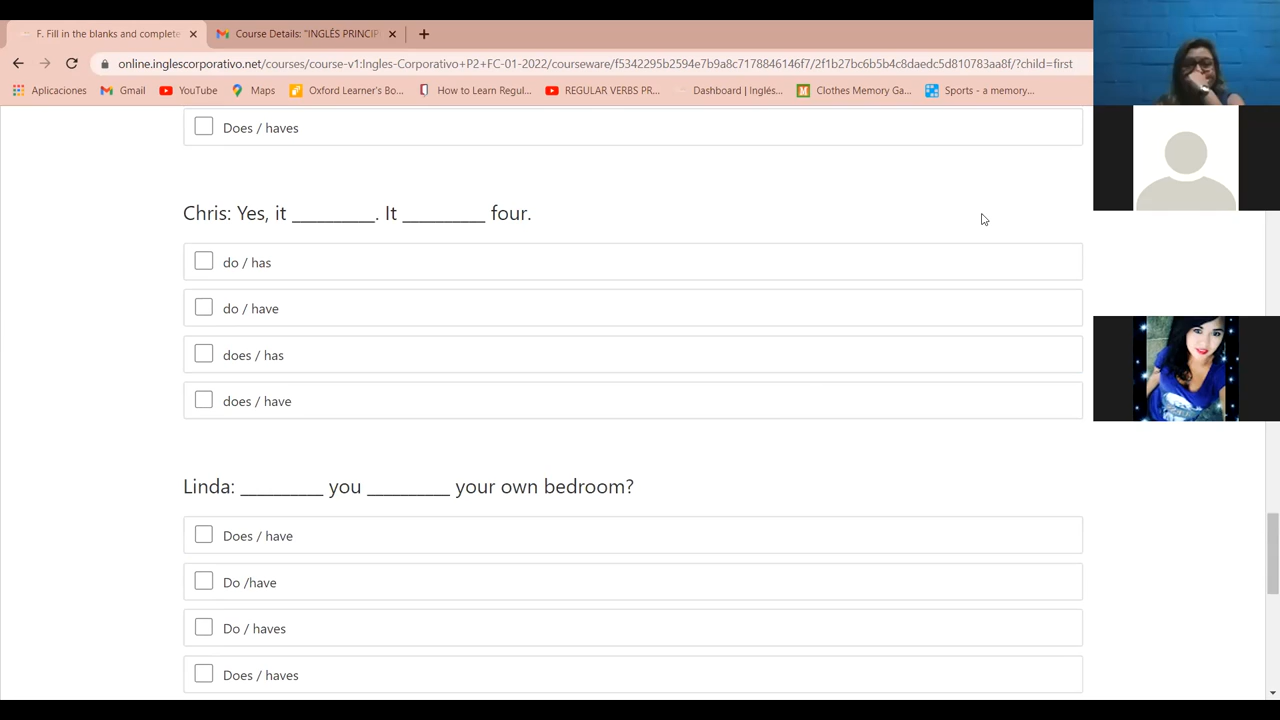 F. Fill in the blanks and complete
Course Details: "INGLÉS PRINCIP
online.inglescorporativo.net/courses/course-v1:Ingles-Corporativo+P2+FC-01-2022/courseware/f5342295b2594e7b9a8c7178846146f7/2f1b27bc6b5b4c8daedc5d810783aa8f/?child=first
Aplicaciones Gmail YouTube Maps Oxford Learner's Bo... How to Learn Regul... REGULAR VERBS PR... Dashboard | Inglés... Clothes Memory Ga... Sports - a memory...
Does / haves
Chris: Yes, it __________. It __________ four.
do / has
do / have
does / has
does / have
Linda: __________ you __________ your own bedroom?
Does / have
Do /have
Do / haves
Does / haves